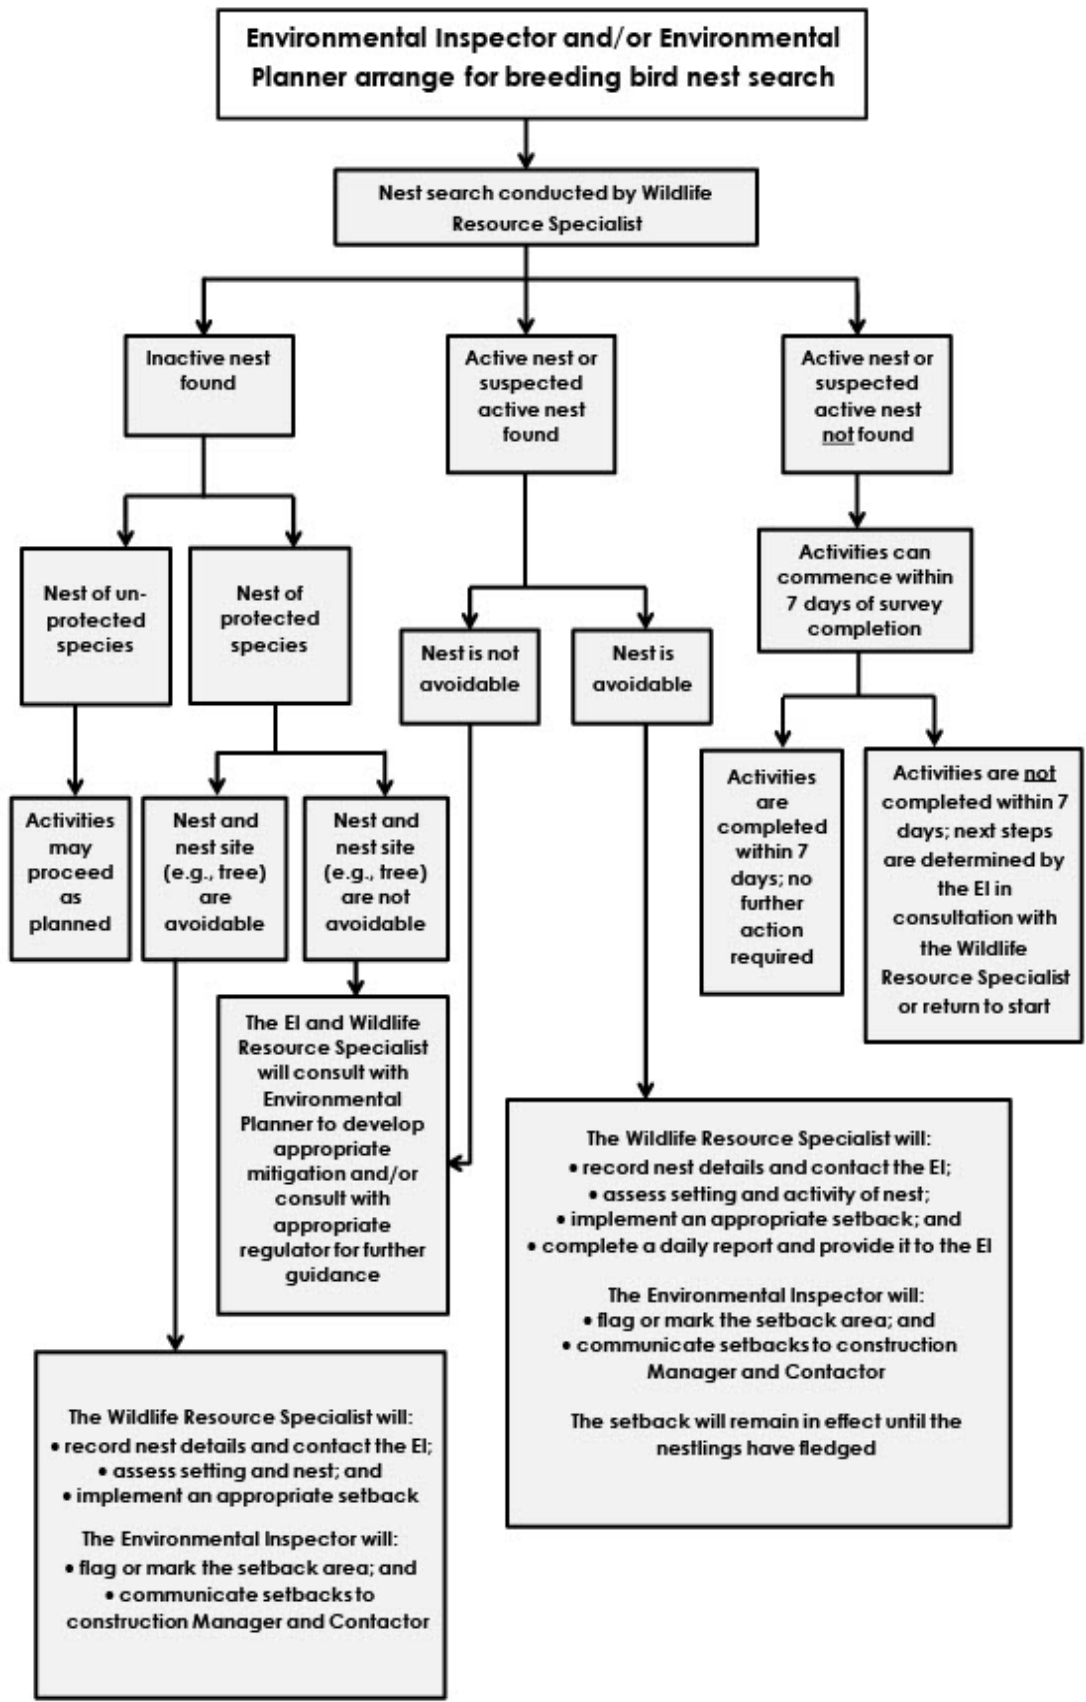 Environmental Inspector and/or Environmental
Planner arrange for breeding bird nest search
Nest search conducted by Wildlife
Resource Specialist
Inactive nest
found
Active nest or
suspected
active nest
found
Active nest or
suspected
active nest
not found
Activities can
commence within
7 days of survey
completion
Nest of un-
protected
species
Nest of
protected
species
Nest is not
avoidable
Nest is
avoidable
Activities
may
proceed
as
planned
Nest and
nest site
(e.g., tree)
are
avoidable
Nest and
nest site
(e.g., tree)
are not
avoidable
Activities
are
completed
within 7
days; no
further
action
required
Activities are not
completed within 7
days; next steps
are determined by
the EI in
consultation with
the Wildlife
Resource Specialist
or return to start
The EI and Wildlife
Resource Specialist
will consult with
Environmental
Planner to develop
appropriate
mitigation and/or
consult with
appropriate
regulator for further
guidance
The Wildlife Resource Specialist will:
• record nest details and contact the EI;
• assess setting and activity of nest;
• implement an appropriate setback; and
• complete a daily report and provide it to the EI
The Environmental Inspector will:
• flag or mark the setback area; and
• communicate setbacks to construction
Manager and Contactor
The setback will remain in effect until the
nestlings have fledged
The Wildlife Resource Specialist will:
• record nest details and contact the EI;
• assess setting and nest; and
• implement an appropriate setback
The Environmental Inspector will:
• flag or mark the setback area; and
• communicate setbacks to
construction Manager and Contactor